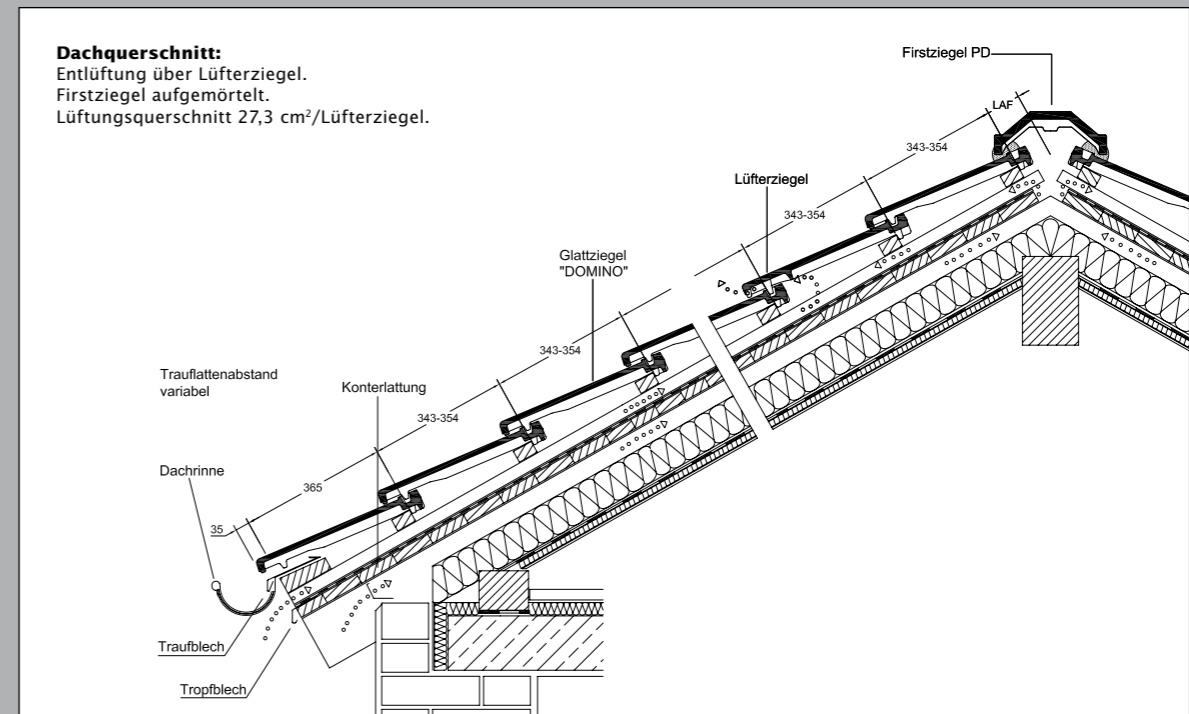 Dachquerschnitt:
Entlüftung über Lüfterziegel.
Firstziegel aufgemörtelt.
Lüftungsquerschnitt 27,3 cm²/Lüfterziegel.
Firstziegel PD
LAF
343-354
Lüfterziegel
343-354
Glattziegel
"DOMINO"
343-354
Trauflattenabstand
variabel
Konterlattung
343-354
Dachrinne
365
35
Traufblech
Tropfblech